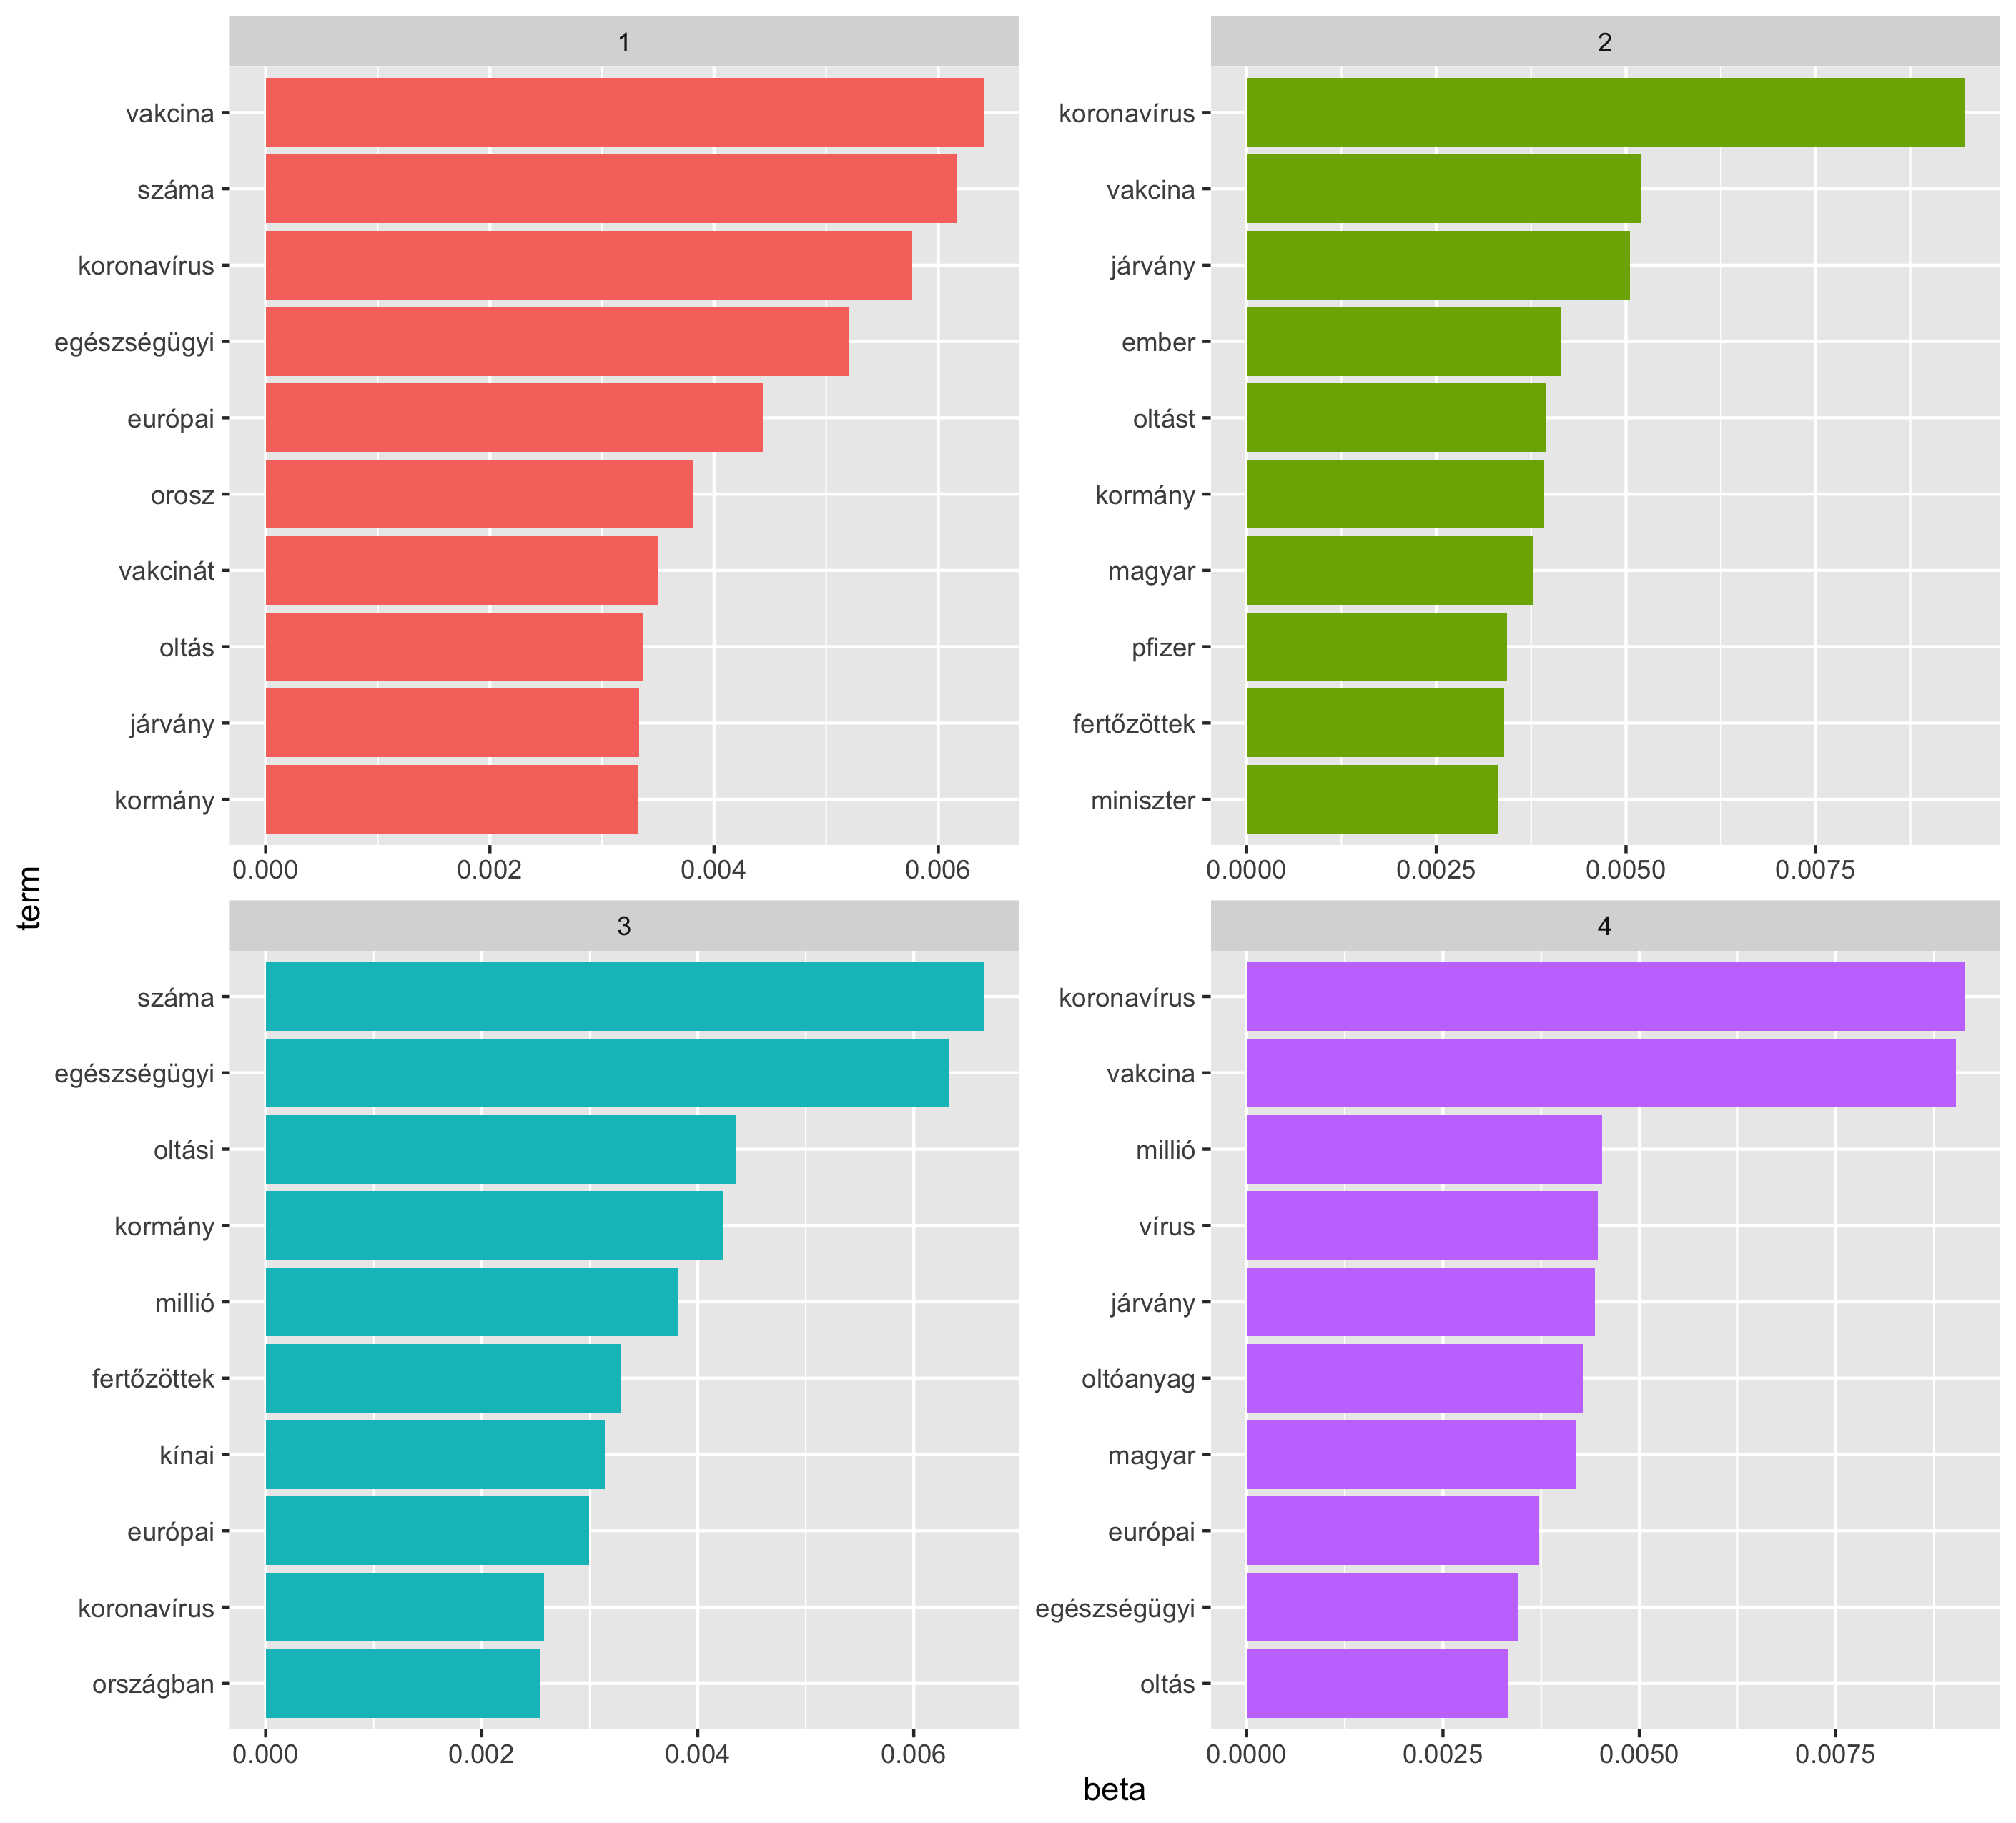 1
vakcina
száma
koronavírus
egészségügyi
európai
orosz
vakcinát
oltás
járvány
kormány
0.000 0.002 0.004 0.006
2
koronavírus
vakcina
járvány
ember
oltást
kormány
magyar
pfizer
fertőzöttek
miniszter
0.0000 0.0025 0.0050 0.0075
term
3
száma
egészségügyi
oltási
kormány
millió
fertőzöttek
kínai
európai
koronavírus
országban
0.000 0.002 0.004 0.006
4
koronavírus
vakcina
millió
vírus
járvány
oltóanyag
magyar
európai
egészségügyi
oltás
0.0000 0.0025 0.0050 0.0075
beta